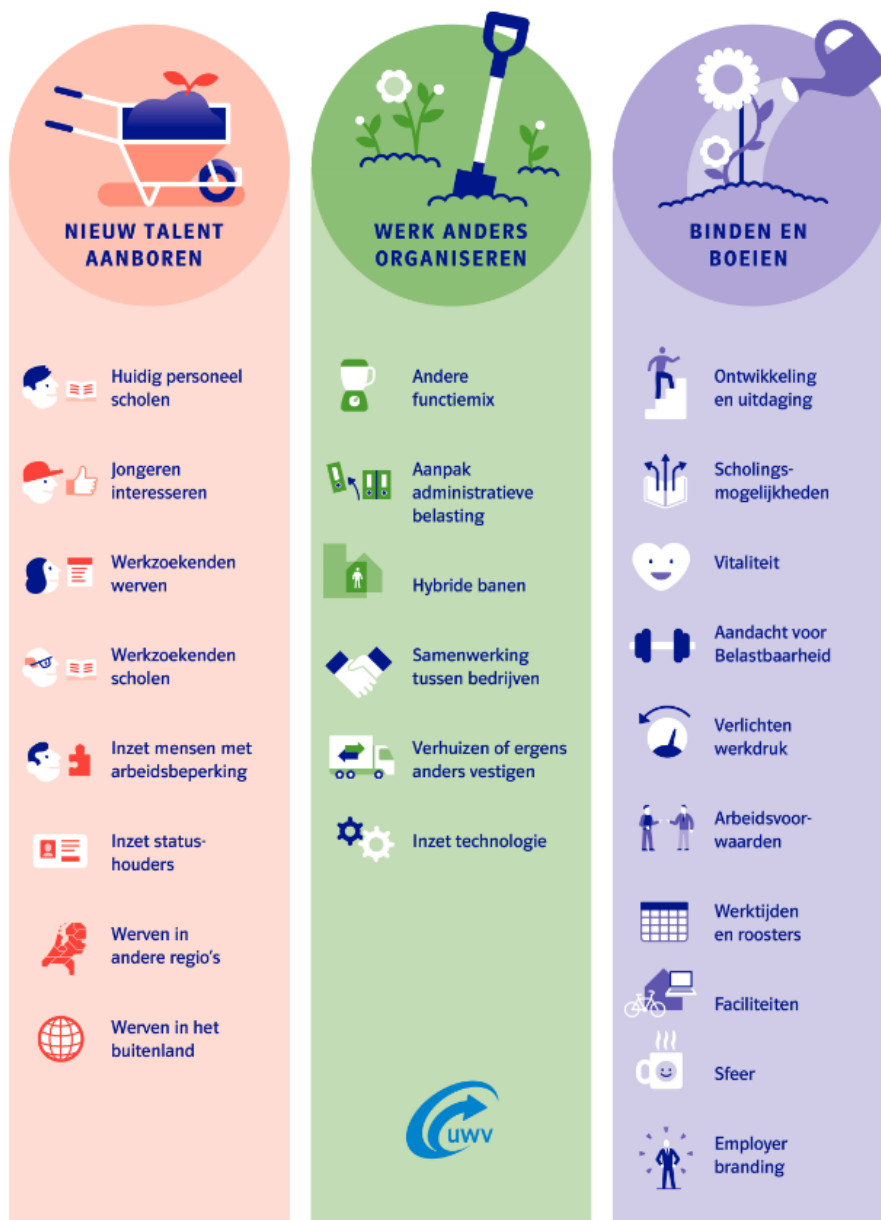 NIEUW TALENT
AANBOREN
Huidig personeel
scholen
Jongeren
interesseren
Werkzoekenden
werven
Werkzoekenden
scholen
Inzet mensen met
arbeidsbeperking
Inzet status-
houders
Werven in
andere regio's
Werven in het
buitenland
WERK ANDERS
ORGANISEREN
Andere
functiemix
Aanpak
administratieve
belasting
Hybride banen
Samenwerking
tussen bedrijven
Verhuizen of ergens
anders vestigen
Inzet technologie
uwv
BINDEN EN
BOEIEN
Ontwikkeling
en uitdaging
Scholings-
mogelijkheden
Vitaliteit
Aandacht voor
Belastbaarheid
Verlichten
werkdruk
Arbeidsvoor-
waarden
Werktijden
en roosters
Faciliteiten
Sfeer
Employer
branding